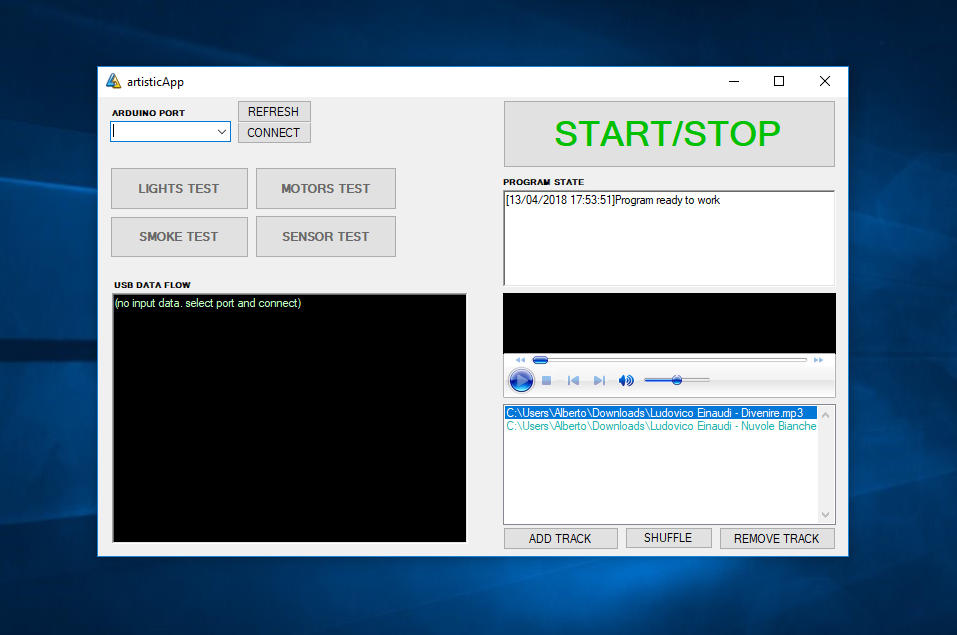 artisticApp
ARDUINO PORT
REFRESH
CONNECT
LIGHTS TEST
MOTORS TEST
SMOKE TEST
SENSOR TEST
USB DATA FLOW
(no input data. select port and connect)
START/STOP
PROGRAM STATE
[13/04/2018 17:53:51]Program ready to work
C:\Users\Alberto\Downloads\Ludovico Einaudi - Divenire.mp3
C:\Users\Alberto\Downloads\Ludovico Einaudi - Nuvole Bianche
ADD TRACK
SHUFFLE
REMOVE TRACK